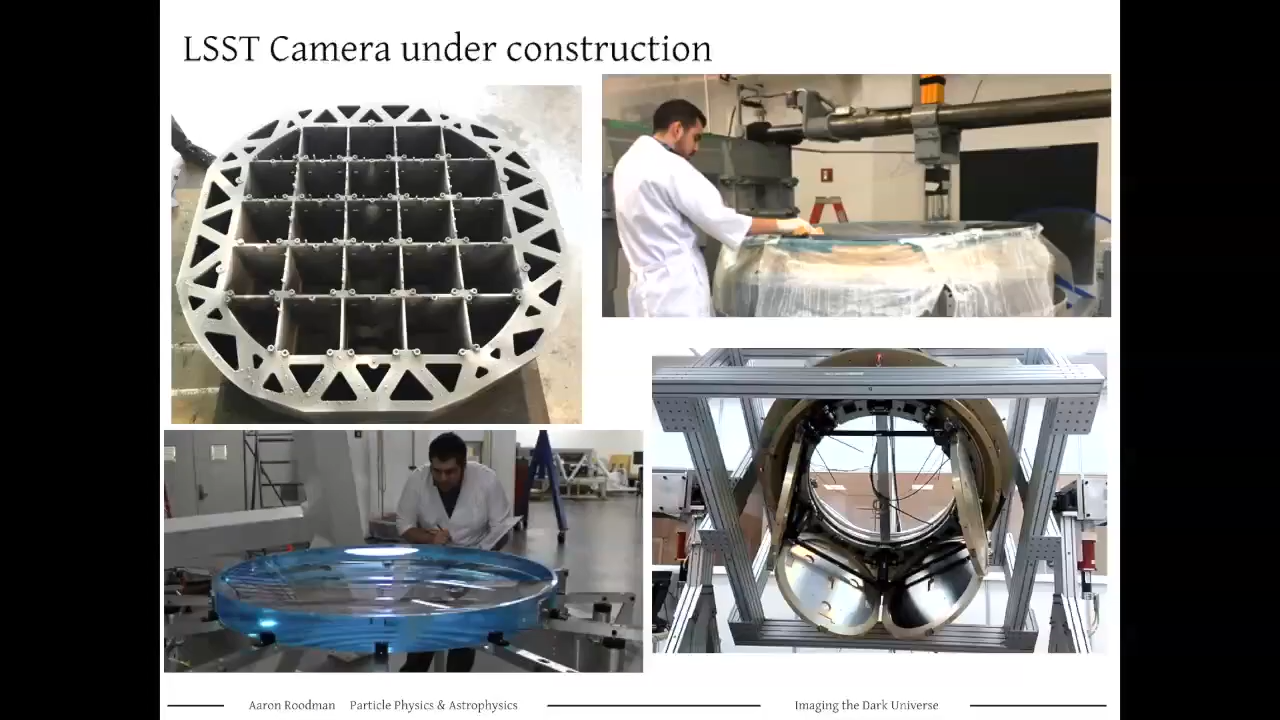 LSST Camera under construction
Aaron Roodman Particle Physics & Astrophysics Imaging the Dark Universe